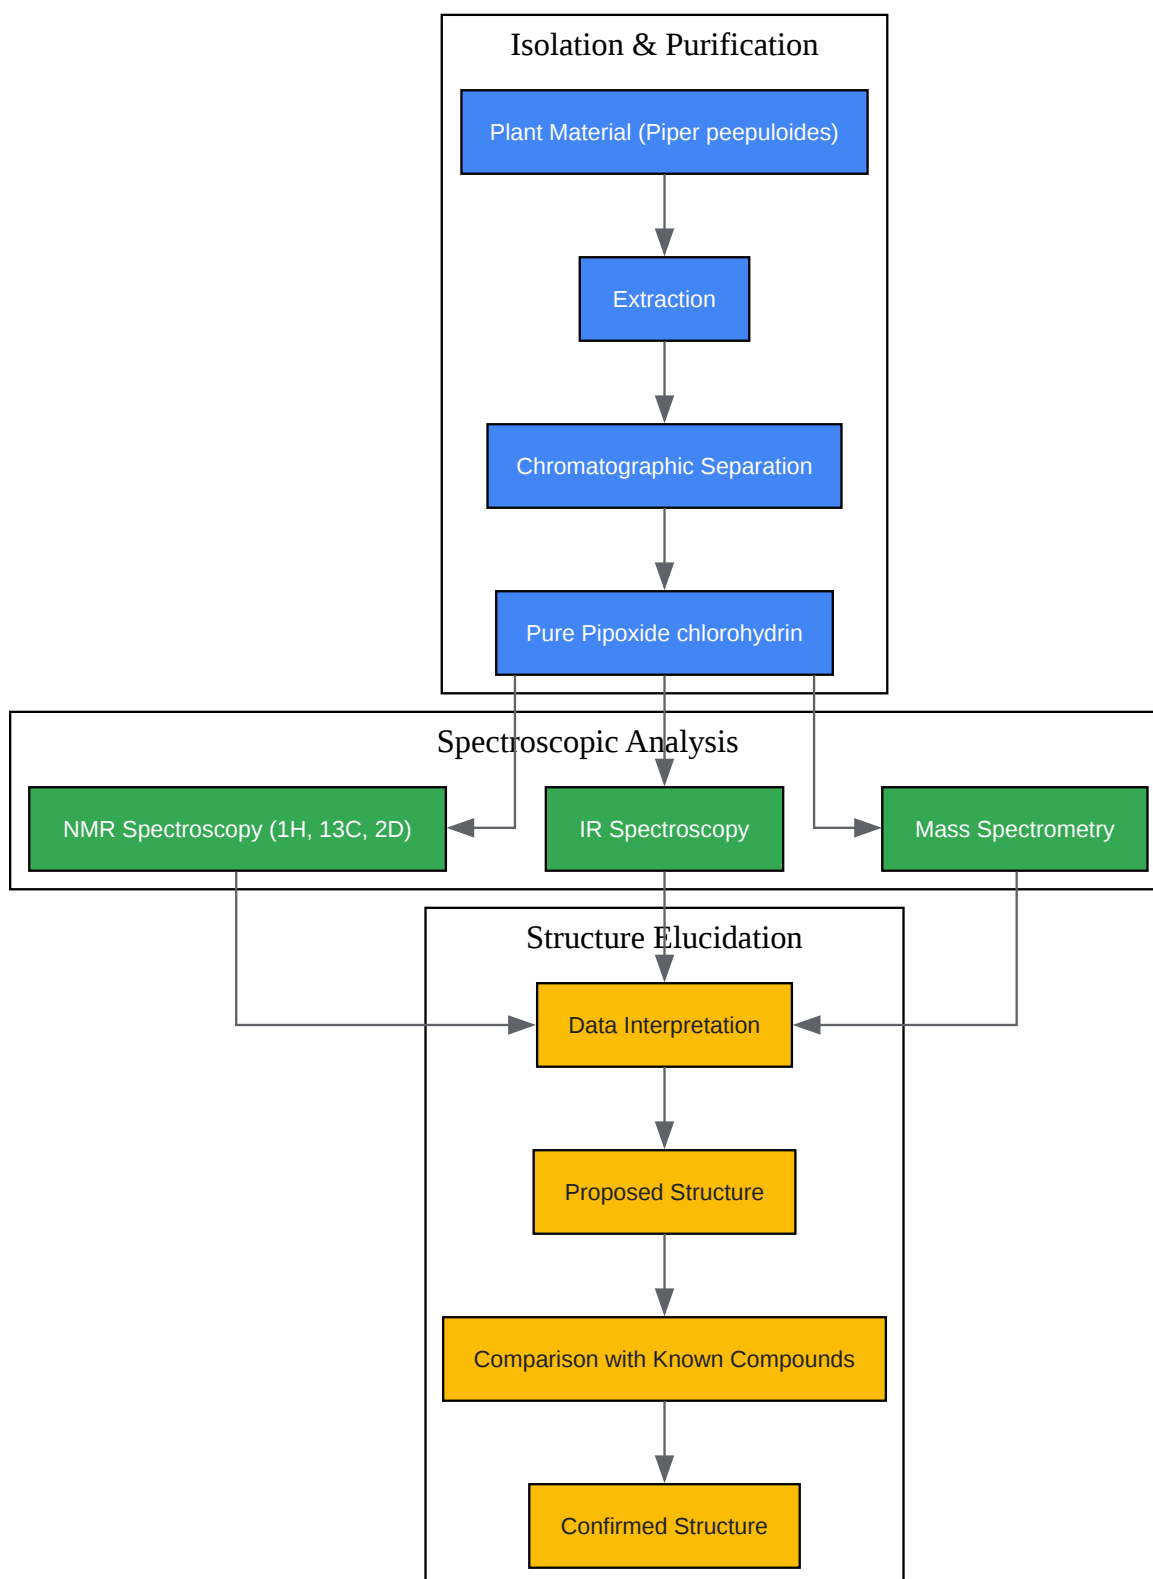 Isolation & Purification
Plant Material (Piper peepuloides)
Extraction
Chromatographic Separation
Pure Pipoxide chlorohydrin
Spectroscopic Analysis
NMR Spectroscopy (1H, 13C, 2D)
IR Spectroscopy
Mass Spectrometry
Structure Elucidation
Data Interpretation
Proposed Structure
Comparison with Known Compounds
Confirmed Structure